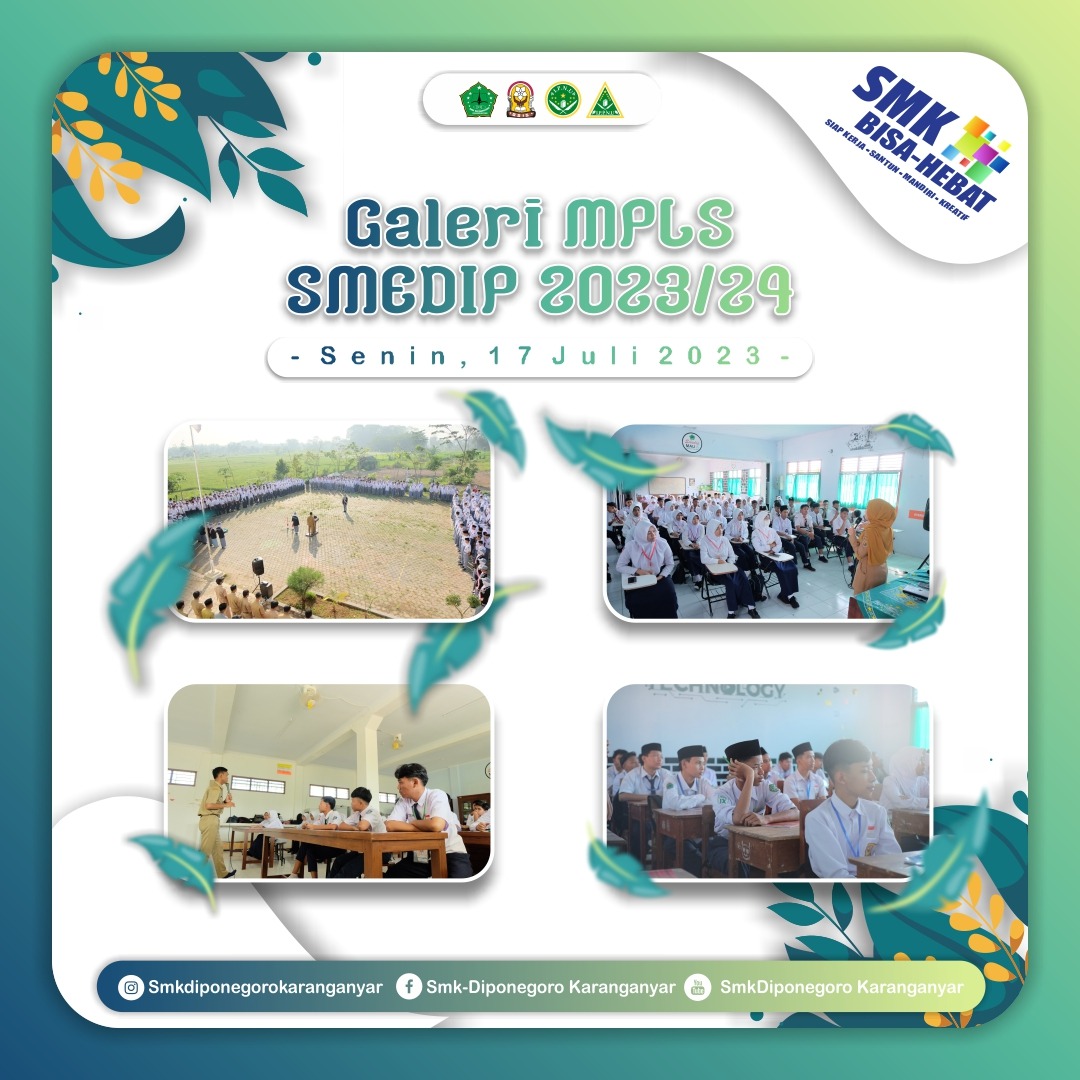 SMK
BISA-HEBAT
SIAP KERJA • SANTUN • MANDIRI • KREATIF
Galeri MPLS
SMEDIP 2023/24
- Senin, 17 Juli 2023 -
TECHNOLOGY
Smkdiponegorokaranganyar
Smk-Diponegoro Karanganyar
SmkDiponegoro Karanganyar